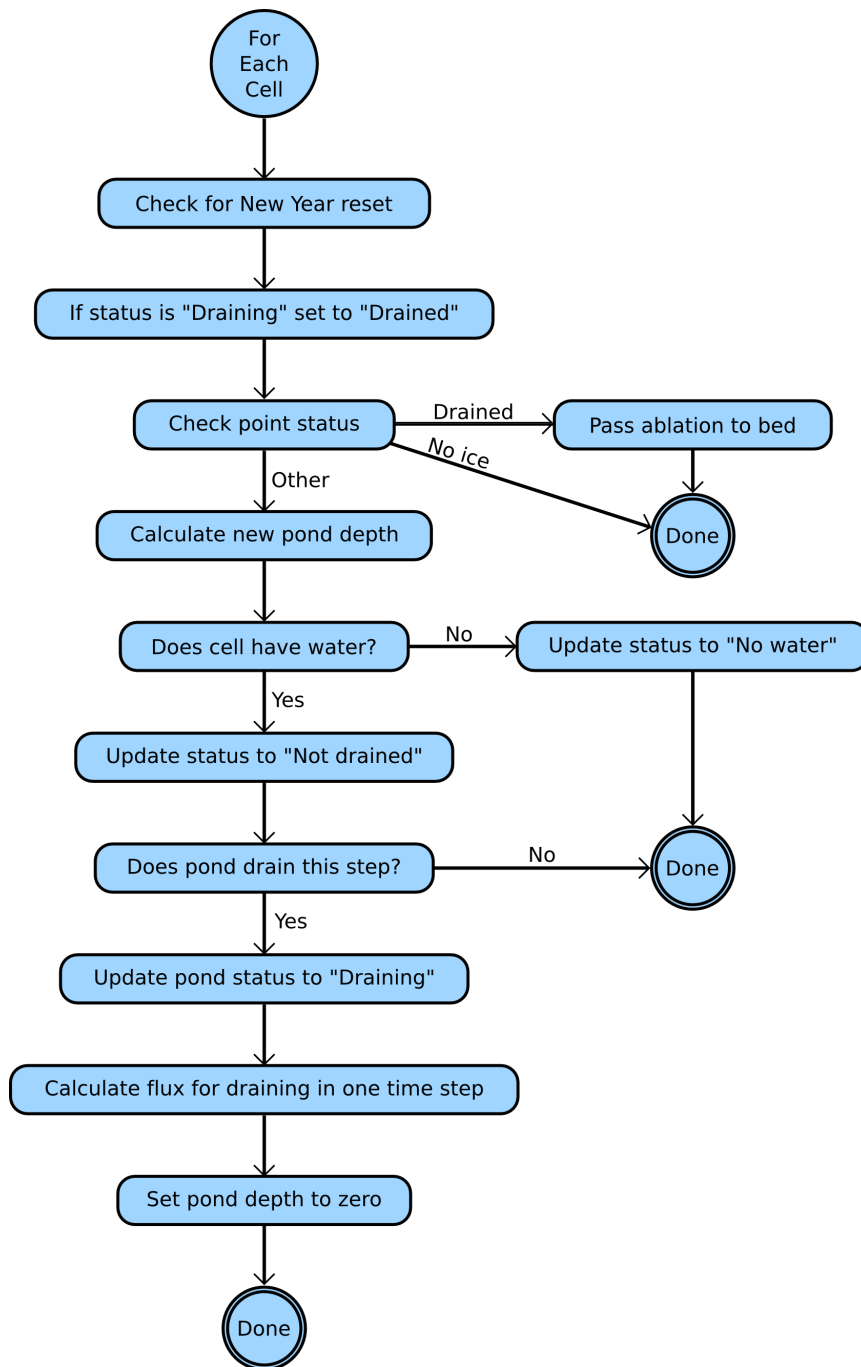 For
Each
Cell
Check for New Year reset
If status is "Draining" set to "Drained"
Check point status
Drained
Pass ablation to bed
No ice
Other
Done
Calculate new pond depth
Does cell have water?
No
Update status to "No water"
Yes
Update status to "Not drained"
Does pond drain this step?
No
Done
Yes
Update pond status to "Draining"
Calculate flux for draining in one time step
Set pond depth to zero
Done